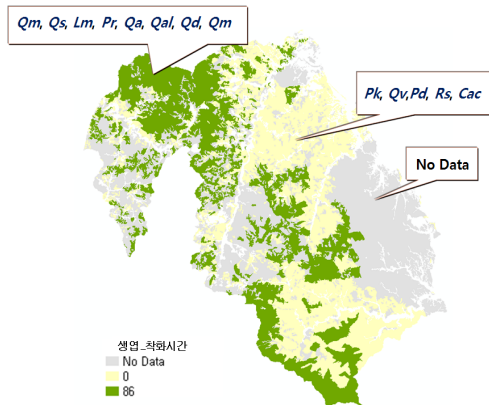 Qm, Qs, Lm, Pr, Qa, Qal, Qd, Qm
Pk, Qv,Pd, Rs, Cac
No Data
생엽_착화시간
No Data
0
86